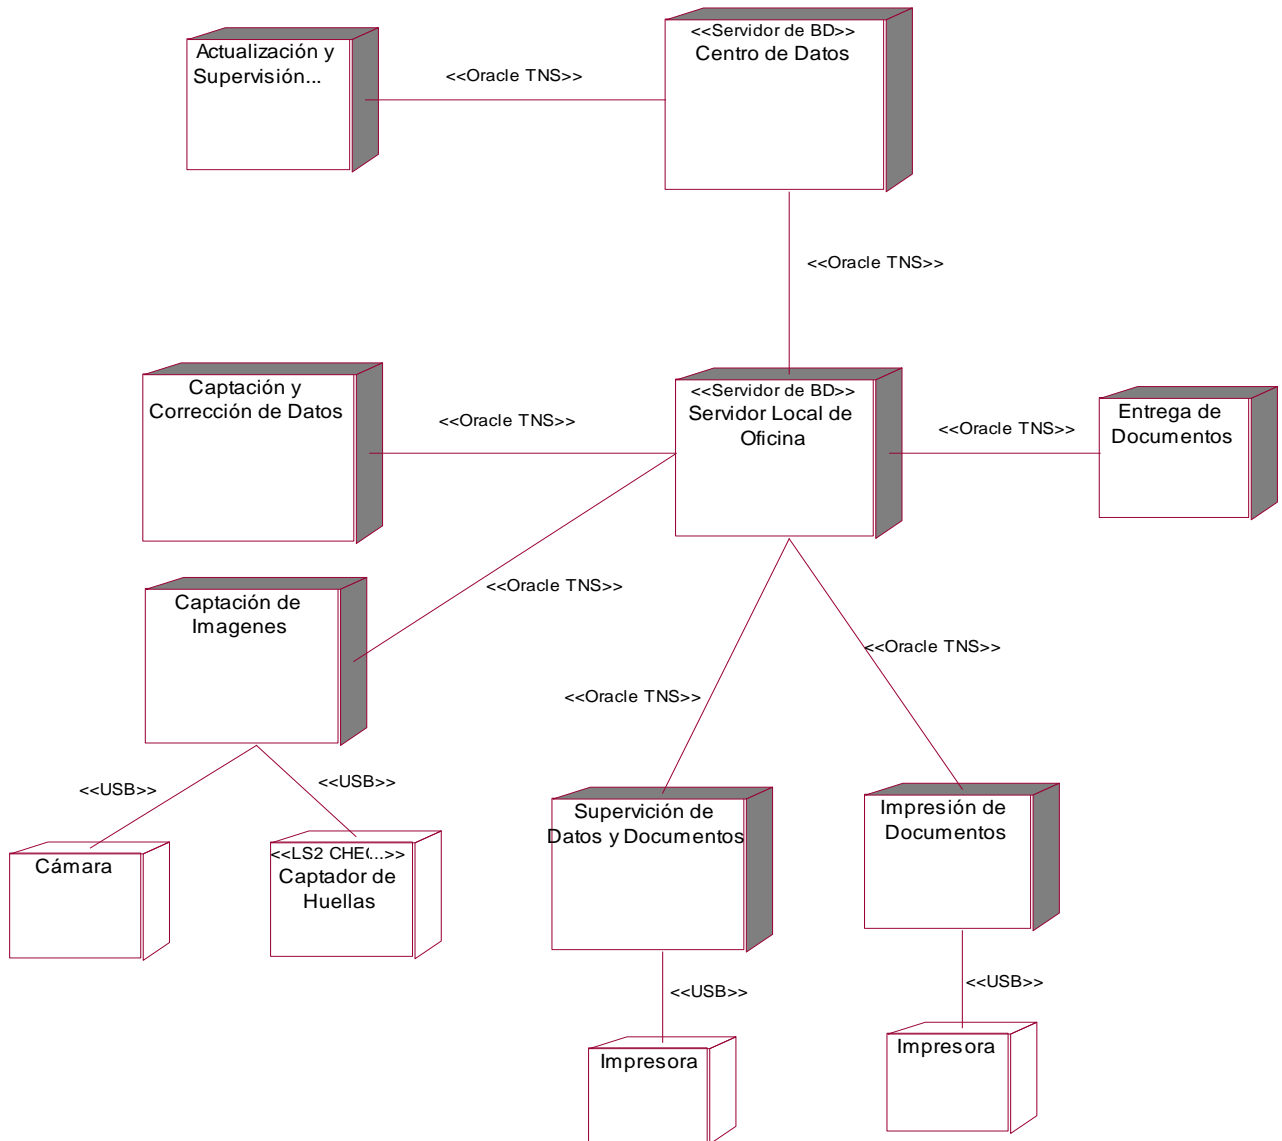 <<Servidor de BD>>
Centro de Datos
Actualización y
Supervisión...
<<Oracle TNS>>
<<Oracle TNS>>
Captación y
Corrección de Datos
<<Oracle TNS>>
<<Servidor de BD>>
Servidor Local de
Oficina
<<Oracle TNS>>
Entrega de
Documentos
Captación de
Imagenes
<<Oracle TNS>>
<<Oracle TNS>>
<<Oracle TNS>>
<<USB>>
<<USB>>
Cámara
<<LS2 CHE(...>>
Captador de
Huellas
Supervición de
Datos y Documentos
Impresión de
Documentos
<<USB>>
<<USB>>
Impresora
Impresora